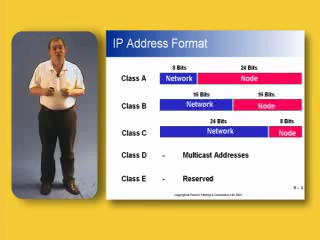 IP Address Format
8 Bits 24 Bits
Class A Network Node
16 Bits 16 Bits
Class B Network Node
24 Bits 8 Bits
Class C Network Node
Class D - Multicast Addresses
Class E - Reserved